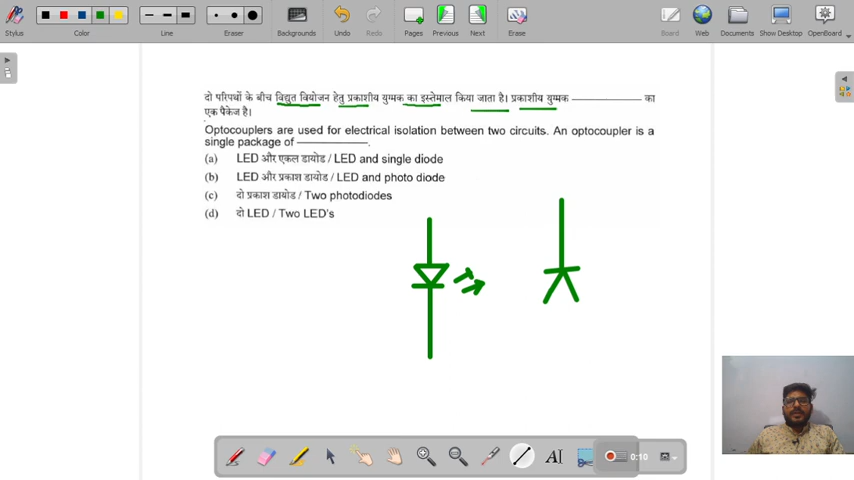 Stylus
Color
Line
Eraser
Backgrounds
Undo
Redo
Pages
Previous
Next
Erase
Board
Web
Documents
Show Desktop
OpenBoard
दो परिपथों के बीच विद्युत वियोजन हेतु प्रकाशीय युग्मक का इस्तेमाल किया जाता है। प्रकाशीय युग्मक ——————— का
एक पैकेज है।
Optocouplers are used for electrical isolation between two circuits. An optocoupler is a
single package of ———————.
(a) LED और एकल डायोड / LED and single diode
(b) LED और प्रकाश डायोड / LED and photo diode
(c) दो प्रकाश डायोड / Two photodiodes
(d) दो LED / Two LED's
AI
0:10